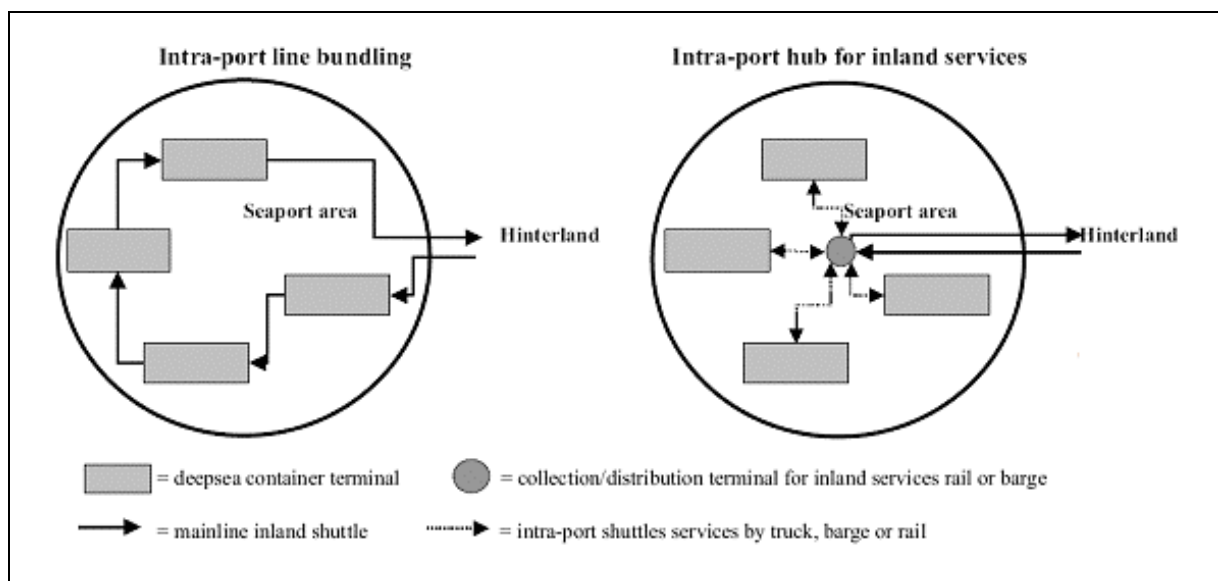 Intra-port line bundling
Seaport area
Hinterland
Intra-port hub for inland services
Seaport area
Hinterland
= deepsea container terminal
= collection/distribution terminal for inland services rail or barge
= mainline inland shuttle
= intra-port shuttles services by truck, barge or rail